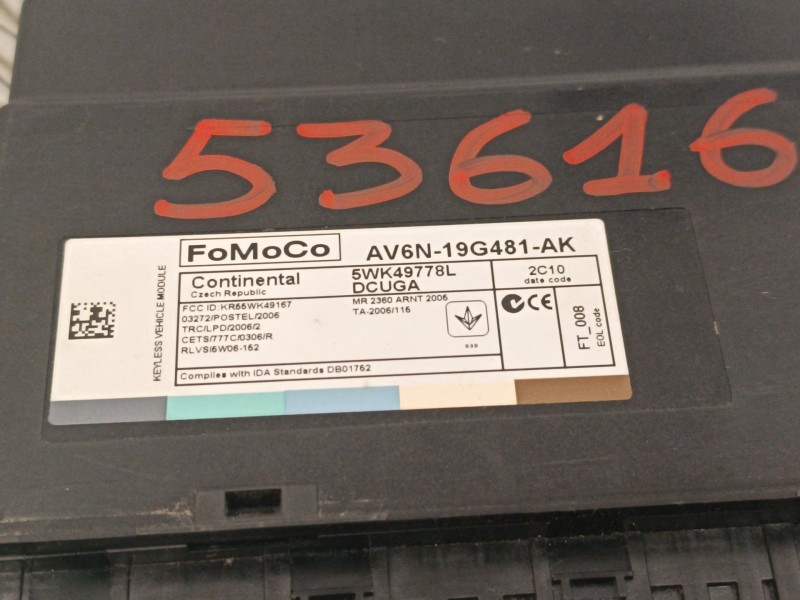 53616
FoMoCo AV6N-19G481-AK
Continental
Czech Republic
5WK49778L
DCUGA
2C10
date code
KEYLESS VEHICLE MODULE
FCC ID: KR55WK49167
03272/POSTEL/2006
TRC/LPD/2006/2
CETS/777C/0306/R
RLVSI5W06-162
MR 2360 ARNT 2006
TA-2006/116
CE
FT_008
EOL code
Complies with IDA Standards DB01762